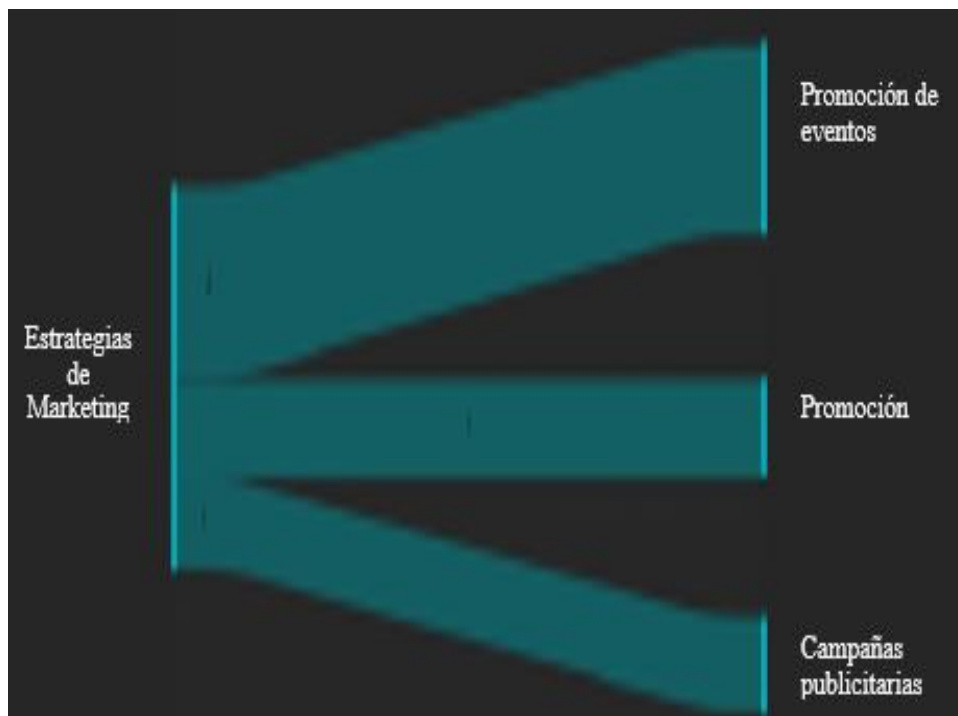 Promoción de
eventos
Estrategias
de
Marketing
Promoción
Campañas
publicitarias